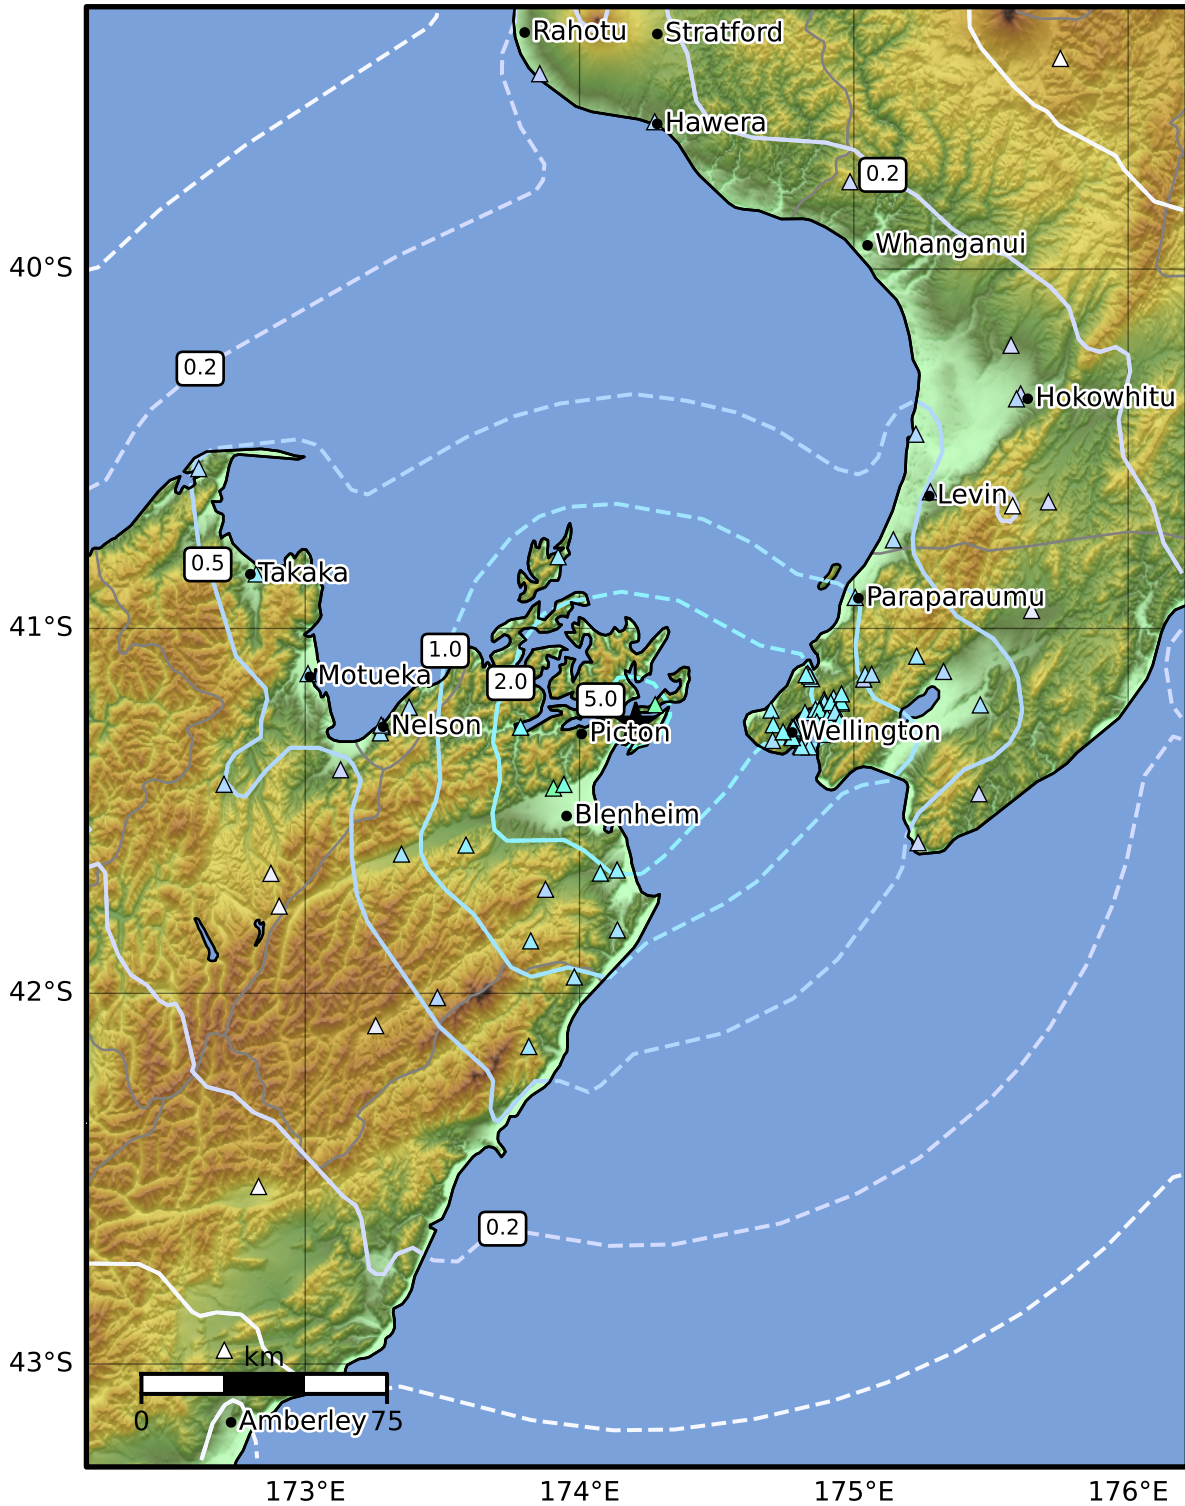 Rahotu
Stratford
Hawera
0.2
Whanganui
40°S
0.2
Hokowhitu
Levin
0.5
Takaka
Paraparaumu
41°S
1.0
Motueka
2.0
5.0
Nelson
Picton
Wellington
Blenheim
42°S
0.2
43°S
km
0
75
Amberley
173°E
174°E
175°E
176°E